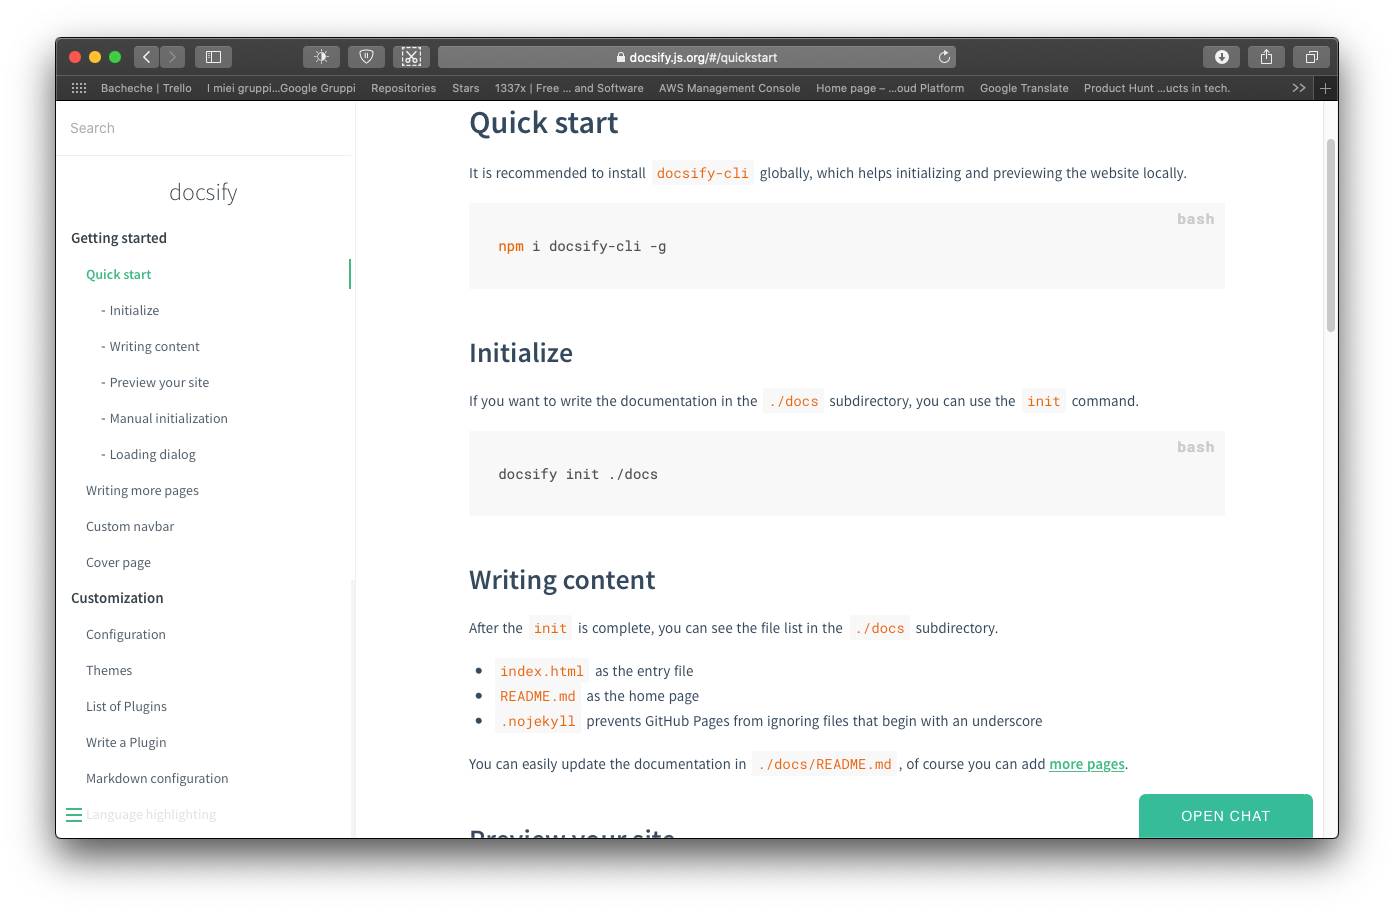 docsify.js.org/#/quickstart
Bacheche | Trello I miei gruppi...Google Gruppi Repositories Stars 1337x | Free ... and Software AWS Management Console Home page – ...oud Platform Google Translate Product Hunt ...ucts in tech.
Search
docsify
Getting started
Quick start
- Initialize
- Writing content
- Preview your site
- Manual initialization
- Loading dialog
Writing more pages
Custom navbar
Cover page
Customization
Configuration
Themes
List of Plugins
Write a Plugin
Markdown configuration
Language highlighting
Quick start
It is recommended to install docsify-cli globally, which helps initializing and previewing the website locally.
bash
npm i docsify-cli -g
Initialize
If you want to write the documentation in the ./docs subdirectory, you can use the init command.
bash
docsify init ./docs
Writing content
After the init is complete, you can see the file list in the ./docs subdirectory.
• index.html as the entry file
• README.md as the home page
• .nojekyll prevents GitHub Pages from ignoring files that begin with an underscore
You can easily update the documentation in ./docs/README.md , of course you can add more pages.
Preview your site
OPEN CHAT